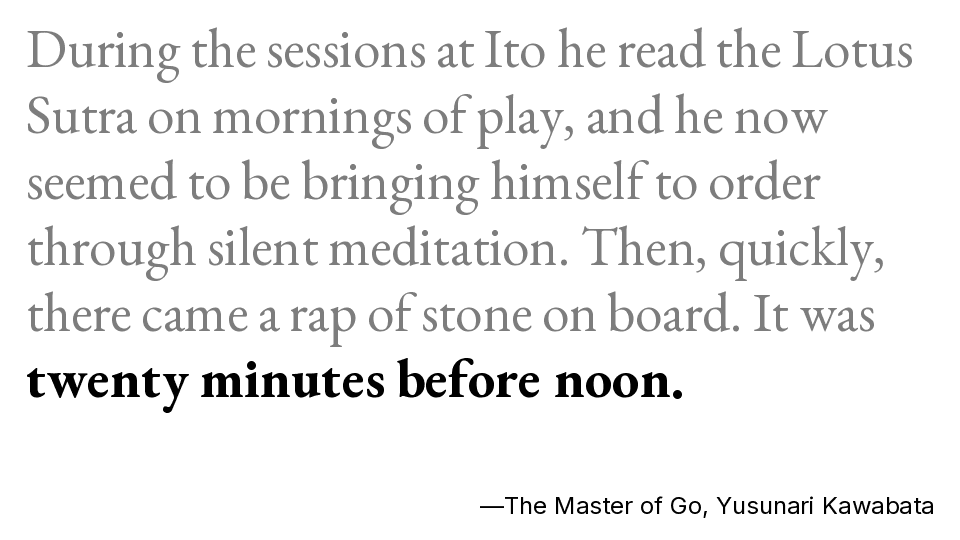 During the sessions at Ito he read the Lotus
Sutra on mornings of play, and he now
seemed to be bringing himself to order
through silent meditation. Then, quickly,
there came a rap of stone on board. It was
twenty minutes before noon.
—The Master of Go, Yusunari Kawabata